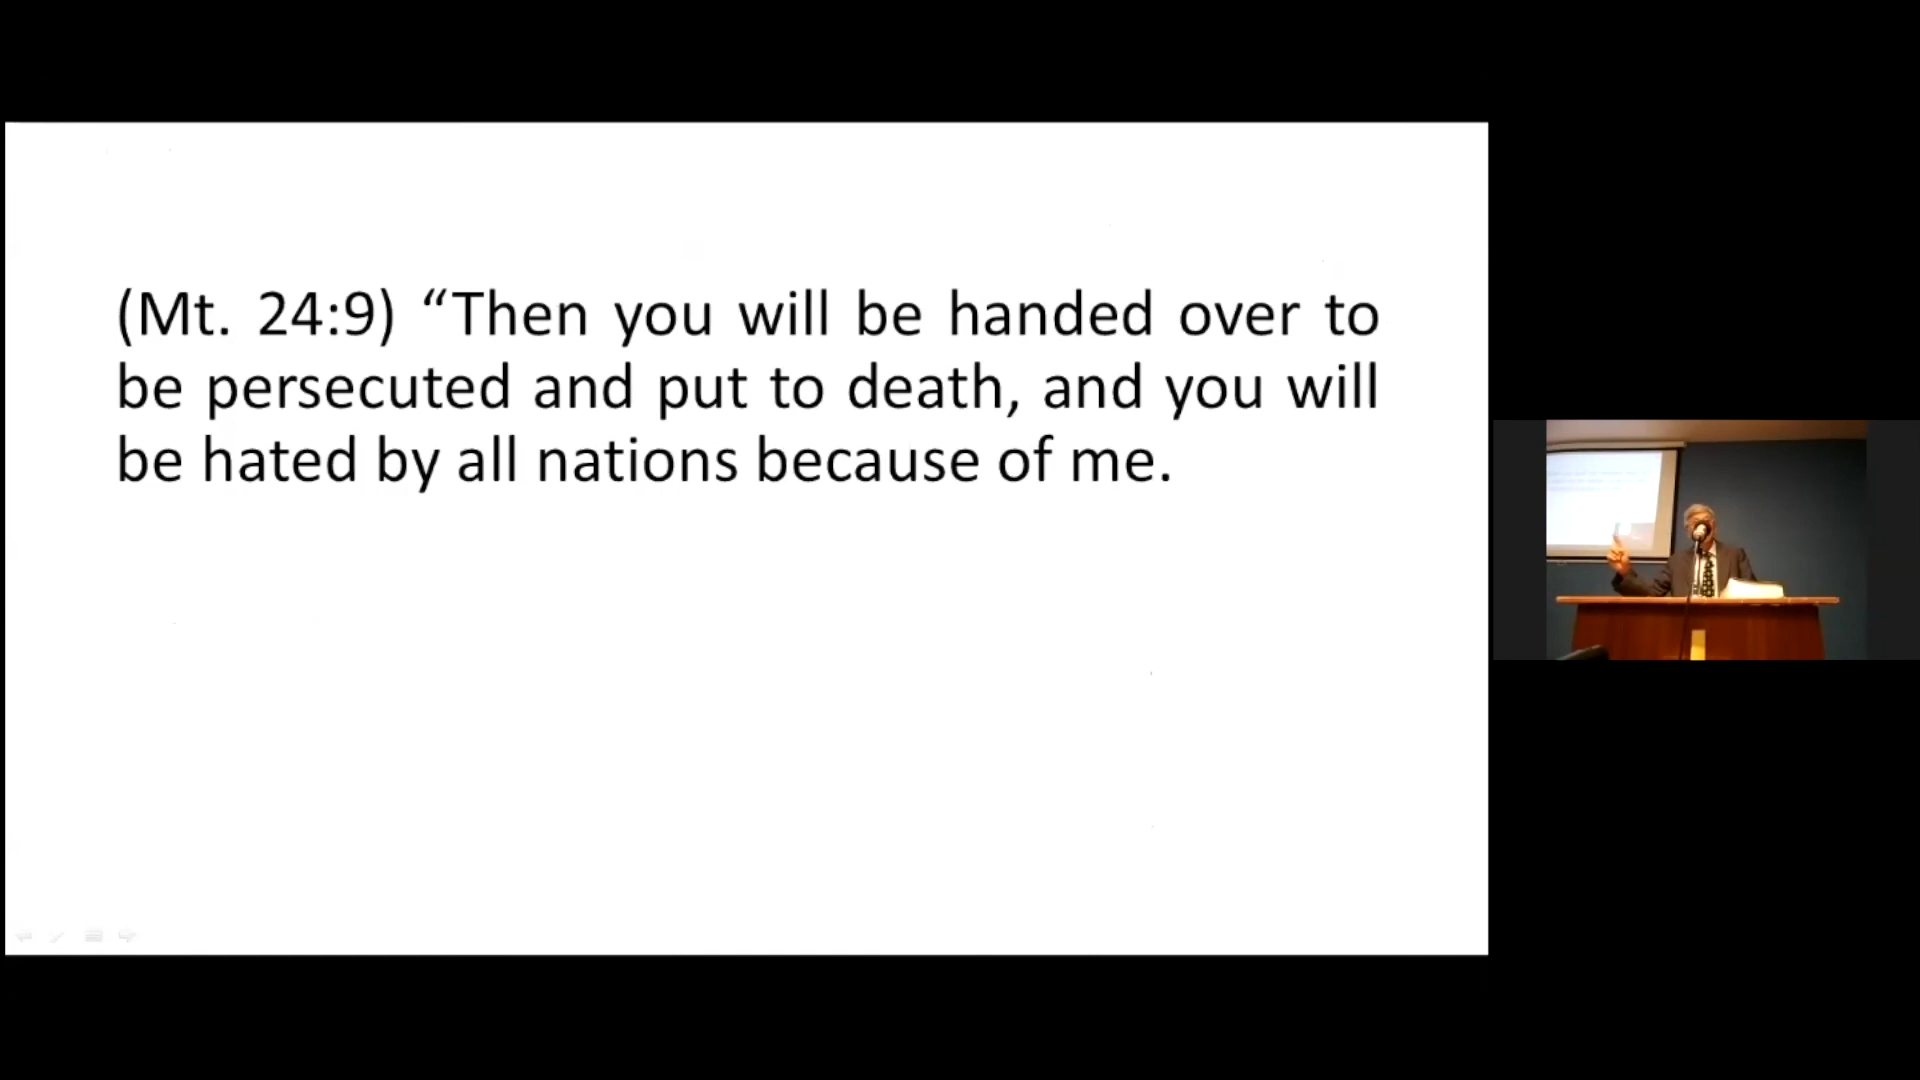 (Mt. 24:9) “Then you will be handed over to
be persecuted and put to death, and you will
be hated by all nations because of me.